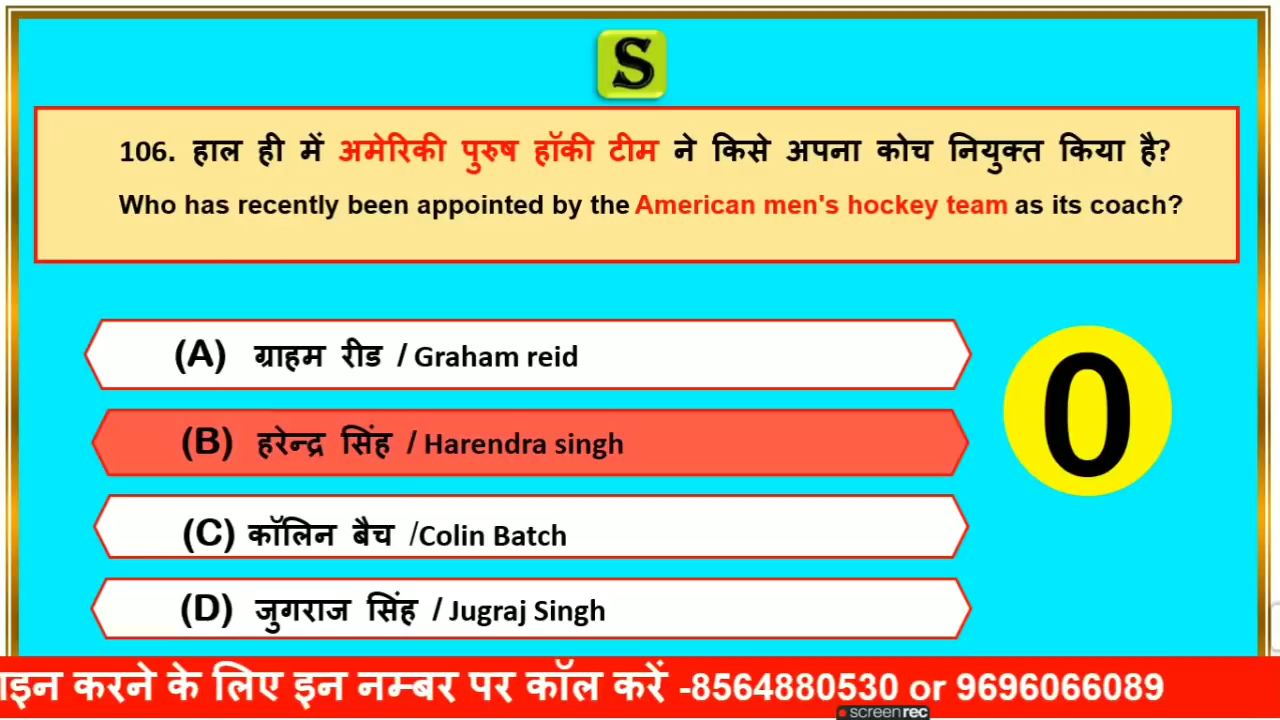 S
106. हाल ही में अमेरिकी पुरुष हॉकी टीम ने किसे अपना कोच नियुक्त किया है?
Who has recently been appointed by the American men's hockey team as its coach?
(A) ग्राहम रीड / Graham reid
(B) हरेन्द्र सिंह / Harendra singh
(C) कॉलिन बैच /Colin Batch
(D) जुगराज सिंह / Jugraj Singh
0
करने के लिए इन नम्बर पर कॉल करें -8564880530 or 9696066089
screenrec